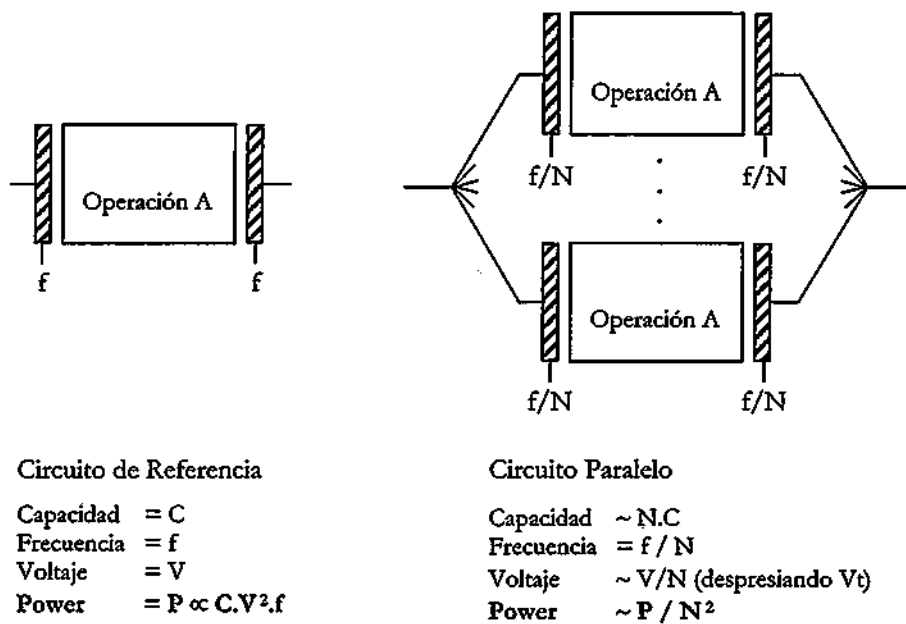 Operación A
f
f
Operación A
f/N
f/N
Operación A
f/N
f/N
Circuito de Referencia
Capacidad = C
Frecuencia = f
Voltaje = V
Power = P ∝ C.V².f
Circuito Paralelo
Capacidad ~ N.C
Frecuencia = f / N
Voltaje ~ V/N (despresiando Vt)
Power ~ P / N²